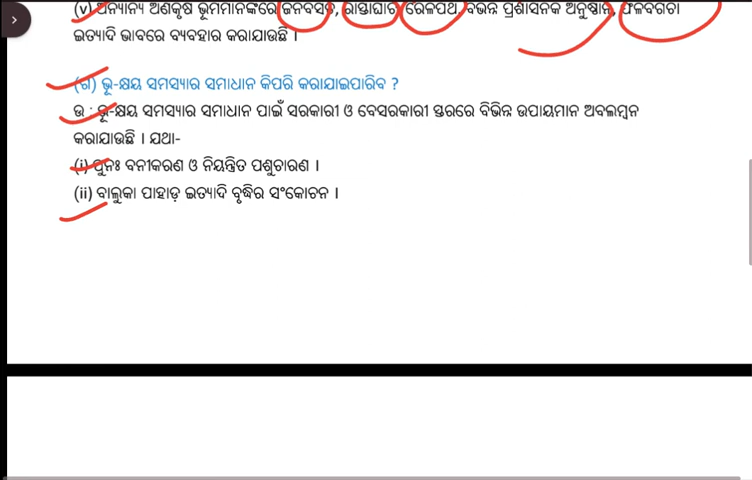 (v) ଅନ୍ୟାନ୍ୟ ଅଣକୃଷି ଭୂମିମାନଙ୍କରେ ଜନବସତି, ରାସ୍ତାଘାଟ, ରେଳପଥ, ବିଭିନ୍ନ ପ୍ରଶାସନିକ ଅନୁଷ୍ଠାନ, ଫଳବଗିଚା
ଇତ୍ୟାଦି ଭାବରେ ବ୍ୟବହାର କରାଯାଉଛି ।
(ଗ) ଭୂ-କ୍ଷୟ ସମସ୍ୟାର ସମାଧାନ କିପରି କରାଯାଇପାରିବ ?
ଉ : ଭୂ-କ୍ଷୟ ସମସ୍ୟାର ସମାଧାନ ପାଇଁ ସରକାରୀ ଓ ବେସରକାରୀ ସ୍ତରରେ ବିଭିନ୍ନ ଉପାୟମାନ ଅବଲମ୍ବନ
କରାଯାଉଛି । ଯଥା-
(i) ପୁନଃ ବନୀକରଣ ଓ ନିୟନ୍ତ୍ରିତ ପଶୁଚାରଣ ।
(ii) ବାଲୁକା ପାହାଡ଼ ଇତ୍ୟାଦି ବୃଦ୍ଧିର ସଂକୋଚନ ।